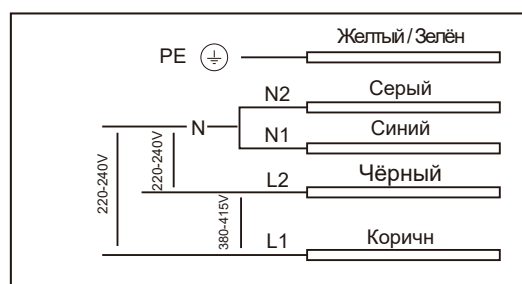 PE Желтый / Зелён
N2 Серый
N
N1 Синий
220-240V
220-240V
L2 Чёрный
380-415V
L1 Коричн